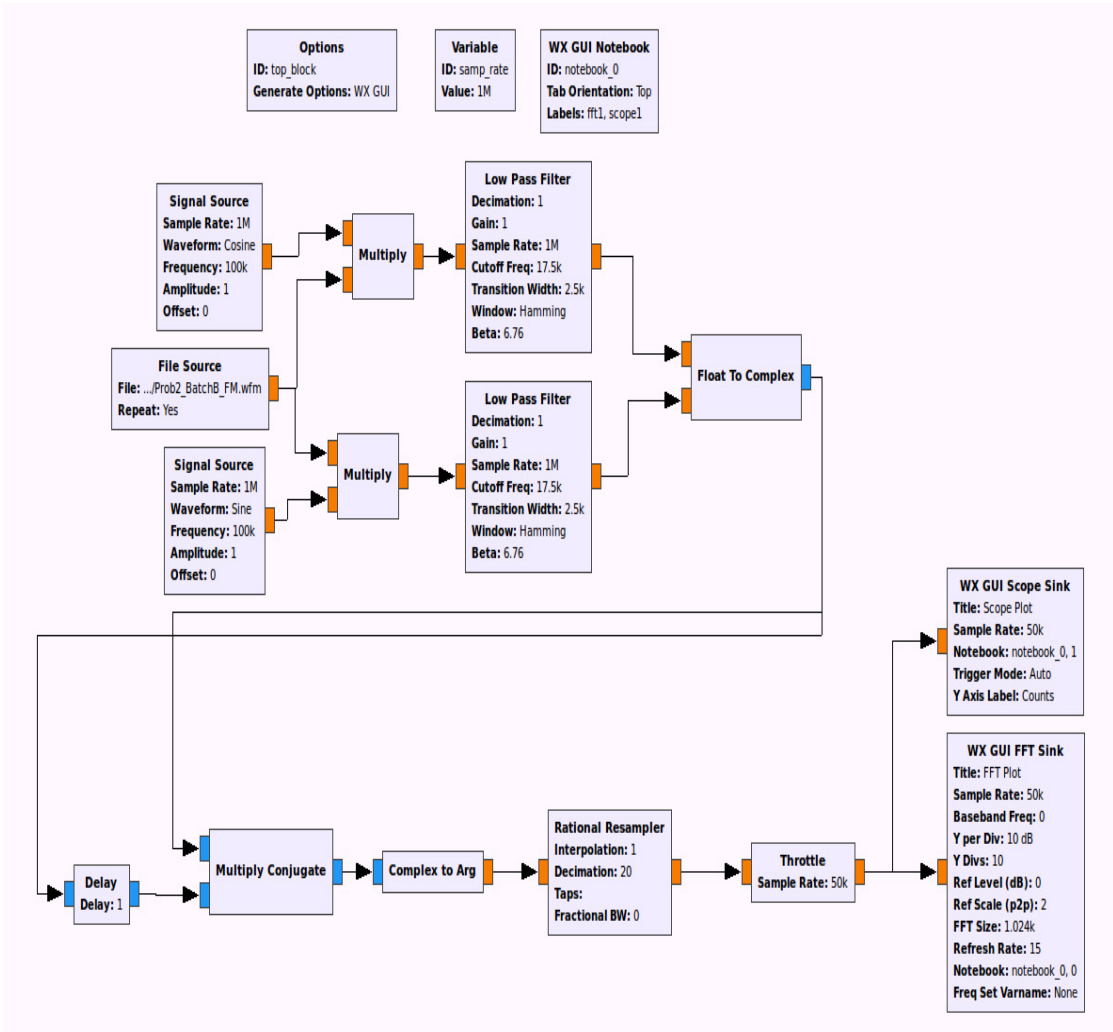 Options
ID: top_block
Generate Options: WX GUI
Variable
ID: samp_rate
Value: 1M
WX GUI Notebook
ID: notebook_0
Tab Orientation: Top
Labels: fft1, scope1
Signal Source
Sample Rate: 1M
Waveform: Cosine
Frequency: 100k
Amplitude: 1
Offset: 0
Multiply
Low Pass Filter
Decimation: 1
Gain: 1
Sample Rate: 1M
Cutoff Freq: 17.5k
Transition Width: 2.5k
Window: Hamming
Beta: 6.76
File Source
File: .../Prob2_BatchB_FM.wfm
Repeat: Yes
Float To Complex
Signal Source
Sample Rate: 1M
Waveform: Sine
Frequency: 100k
Amplitude: 1
Offset: 0
Multiply
Low Pass Filter
Decimation: 1
Gain: 1
Sample Rate: 1M
Cutoff Freq: 17.5k
Transition Width: 2.5k
Window: Hamming
Beta: 6.76
WX GUI Scope Sink
Title: Scope Plot
Sample Rate: 50k
Notebook: notebook_0, 1
Trigger Mode: Auto
Y Axis Label: Counts
Delay
Delay: 1
Multiply Conjugate
Complex to Arg
Rational Resampler
Interpolation: 1
Decimation: 20
Taps:
Fractional BW: 0
Throttle
Sample Rate: 50k
WX GUI FFT Sink
Title: FFT Plot
Sample Rate: 50k
Baseband Freq: 0
Y per Div: 10 dB
Y Divs: 10
Ref Level (dB): 0
Ref Scale (p2p): 2
FFT Size: 1.024k
Refresh Rate: 15
Notebook: notebook_0, 0
Freq Set Varname: None